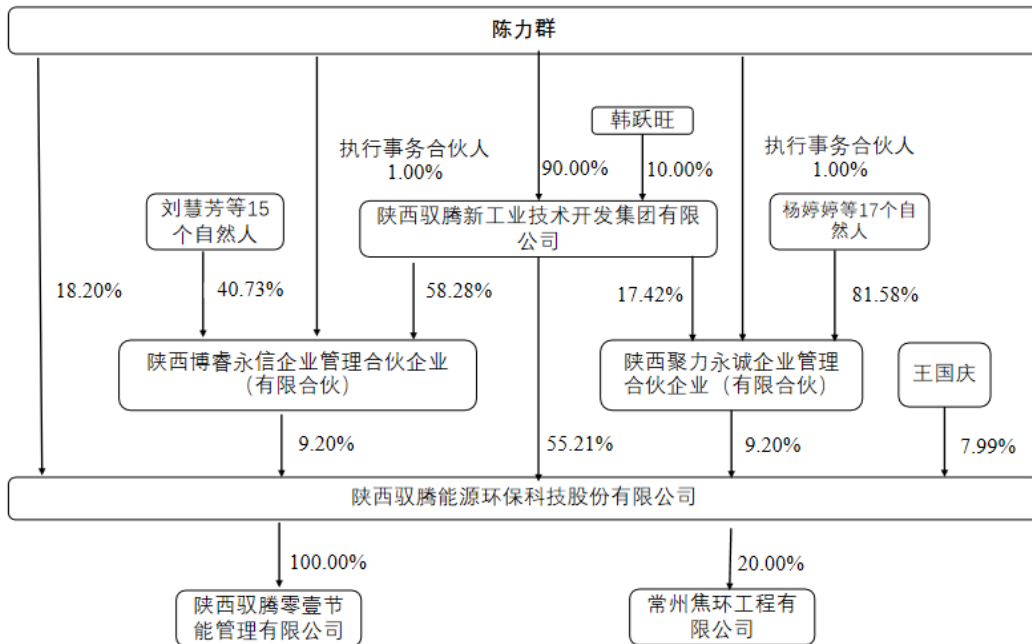 陈力群
韩跃旺
执行事务合伙人
1.00%
90.00%
10.00%
执行事务合伙人
1.00%
刘慧芳等15
个自然人
陕西驭腾新工业技术开发集团有限
公司
杨婷婷等17个自
然人
18.20%
40.73%
58.28%
17.42%
81.58%
陕西博睿永信企业管理合伙企业
（有限合伙）
陕西聚力永诚企业管理
合伙企业（有限合伙）
王国庆
9.20%
55.21%
9.20%
7.99%
陕西驭腾能源环保科技股份有限公司
100.00%
20.00%
陕西驭腾零壹节
能管理有限公司
常州焦环工程有
限公司